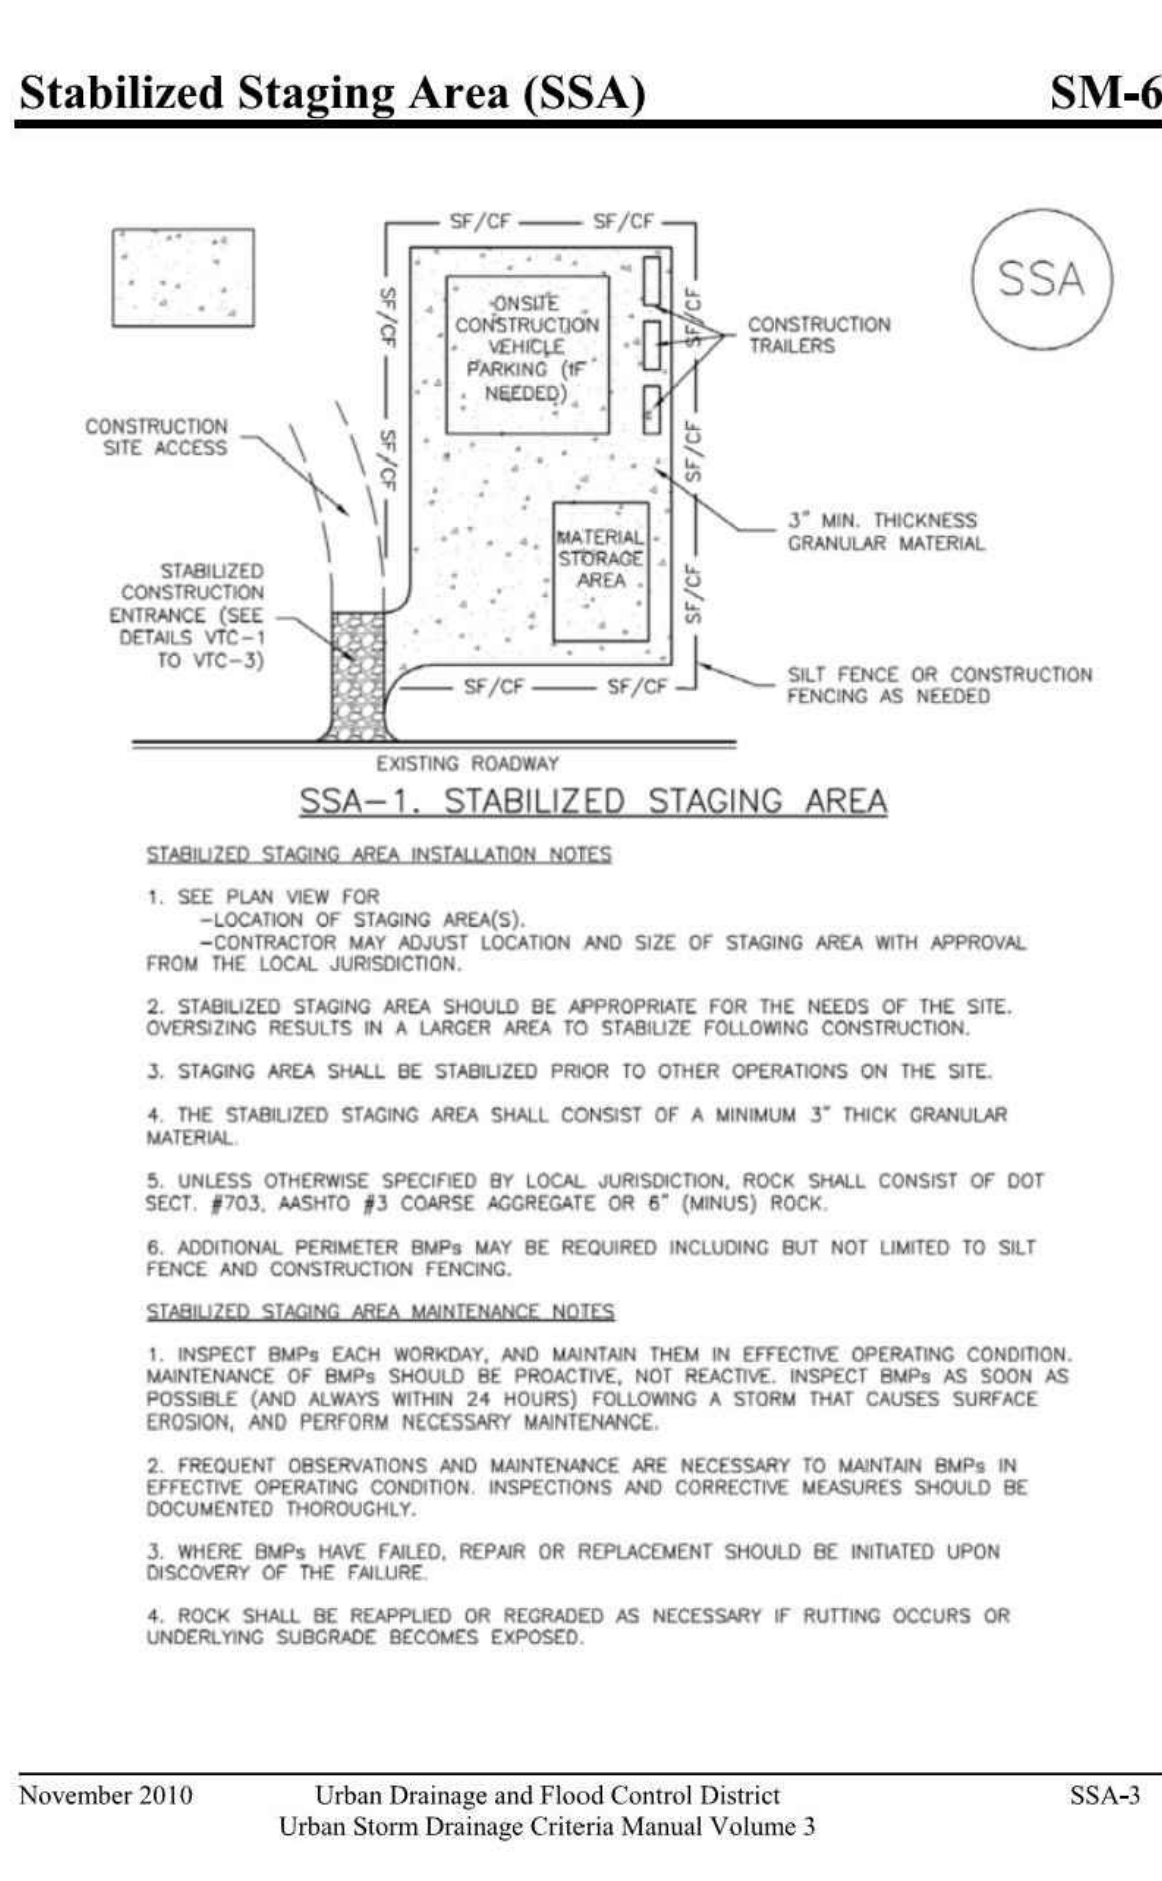 Stabilized Staging Area (SSA) SM-6
SF/CF SF/CF
SSA
SF/CF
SF/CF
ONSITE
CONSTRUCTION
VEHICLE
PARKING (IF
NEEDED)
CONSTRUCTION
TRAILERS
CONSTRUCTION
SITE ACCESS
SF/CF
SF/CF
3" MIN. THICKNESS
GRANULAR MATERIAL
MATERIAL
STORAGE
AREA
STABILIZED
CONSTRUCTION
ENTRANCE (SEE
DETAILS VTC-1
TO VTC-3)
SF/CF
SILT FENCE OR CONSTRUCTION
FENCING AS NEEDED
SF/CF SF/CF
EXISTING ROADWAY
SSA-1. STABILIZED STAGING AREA
STABILIZED STAGING AREA INSTALLATION NOTES
1. SEE PLAN VIEW FOR
-LOCATION OF STAGING AREA(S).
-CONTRACTOR MAY ADJUST LOCATION AND SIZE OF STAGING AREA WITH APPROVAL
FROM THE LOCAL JURISDICTION.
2. STABILIZED STAGING AREA SHOULD BE APPROPRIATE FOR THE NEEDS OF THE SITE.
OVERSIZING RESULTS IN A LARGER AREA TO STABILIZE FOLLOWING CONSTRUCTION.
3. STAGING AREA SHALL BE STABILIZED PRIOR TO OTHER OPERATIONS ON THE SITE.
4. THE STABILIZED STAGING AREA SHALL CONSIST OF A MINIMUM 3" THICK GRANULAR
MATERIAL.
5. UNLESS OTHERWISE SPECIFIED BY LOCAL JURISDICTION, ROCK SHALL CONSIST OF DOT
SECT. #703, AASHTO #3 COARSE AGGREGATE OR 6" (MINUS) ROCK.
6. ADDITIONAL PERIMETER BMPs MAY BE REQUIRED INCLUDING BUT NOT LIMITED TO SILT
FENCE AND CONSTRUCTION FENCING.
STABILIZED STAGING AREA MAINTENANCE NOTES
1. INSPECT BMPs EACH WORKDAY, AND MAINTAIN THEM IN EFFECTIVE OPERATING CONDITION.
MAINTENANCE OF BMPs SHOULD BE PROACTIVE, NOT REACTIVE. INSPECT BMPs AS SOON AS
POSSIBLE (AND ALWAYS WITHIN 24 HOURS) FOLLOWING A STORM THAT CAUSES SURFACE
EROSION, AND PERFORM NECESSARY MAINTENANCE.
2. FREQUENT OBSERVATIONS AND MAINTENANCE ARE NECESSARY TO MAINTAIN BMPs IN
EFFECTIVE OPERATING CONDITION. INSPECTIONS AND CORRECTIVE MEASURES SHOULD BE
DOCUMENTED THOROUGHLY.
3. WHERE BMPs HAVE FAILED, REPAIR OR REPLACEMENT SHOULD BE INITIATED UPON
DISCOVERY OF THE FAILURE.
4. ROCK SHALL BE REAPPLIED OR REGRADED AS NECESSARY IF RUTTING OCCURS OR
UNDERLYING SUBGRADE BECOMES EXPOSED.
November 2010 Urban Drainage and Flood Control District SSA-3
Urban Storm Drainage Criteria Manual Volume 3